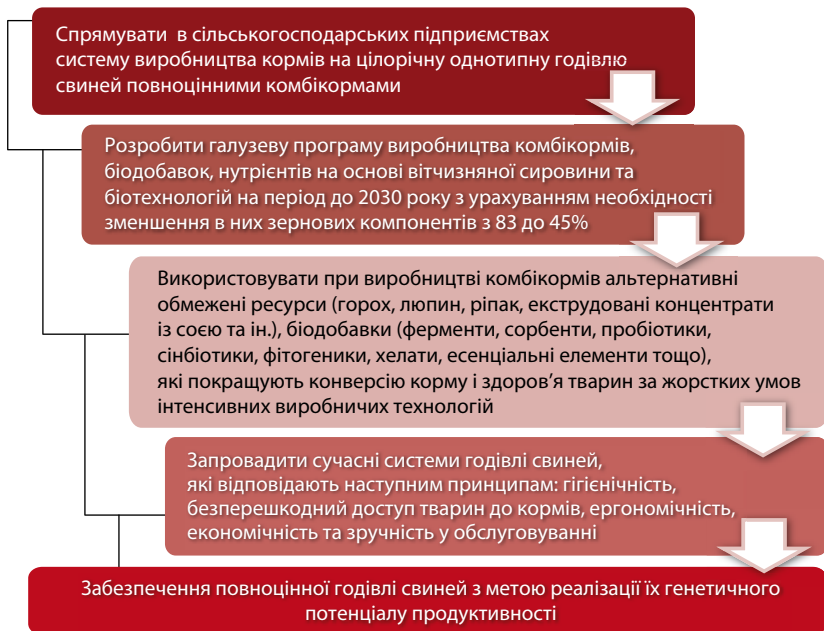 Спрямувати в сільськогосподарських підприємствах
систему виробництва кормів на цілорічну однотипну годівлю
свиней повноцінними комбікормами
Розробити галузеву програму виробництва комбікормів,
біодобавок, нутрієнтів на основі вітчизняної сировини та
біотехнологій на період до 2030 року з урахуванням необхідності
зменшення в них зернових компонентів з 83 до 45%
Використовувати при виробництві комбікормів альтернативні
обмежені ресурси (горох, люпин, ріпак, екструдовані концентрати
із соєю та ін.), біодобавки (ферменти, сорбенти, пробіотики,
сінбіотики, фітогеники, хелати, есенціальні елементи тощо),
які покращують конверсію корму і здоров’я тварин за жорстких умов
інтенсивних виробничих технологій
Запровадити сучасні системи годівлі свиней,
які відповідають наступним принципам: гігієнічність,
безперешкодний доступ тварин до кормів, ергономічність,
економічність та зручність у обслуговуванні
Забезпечення повноцінної годівлі свиней з метою реалізації їх генетичного
потенціалу продуктивності